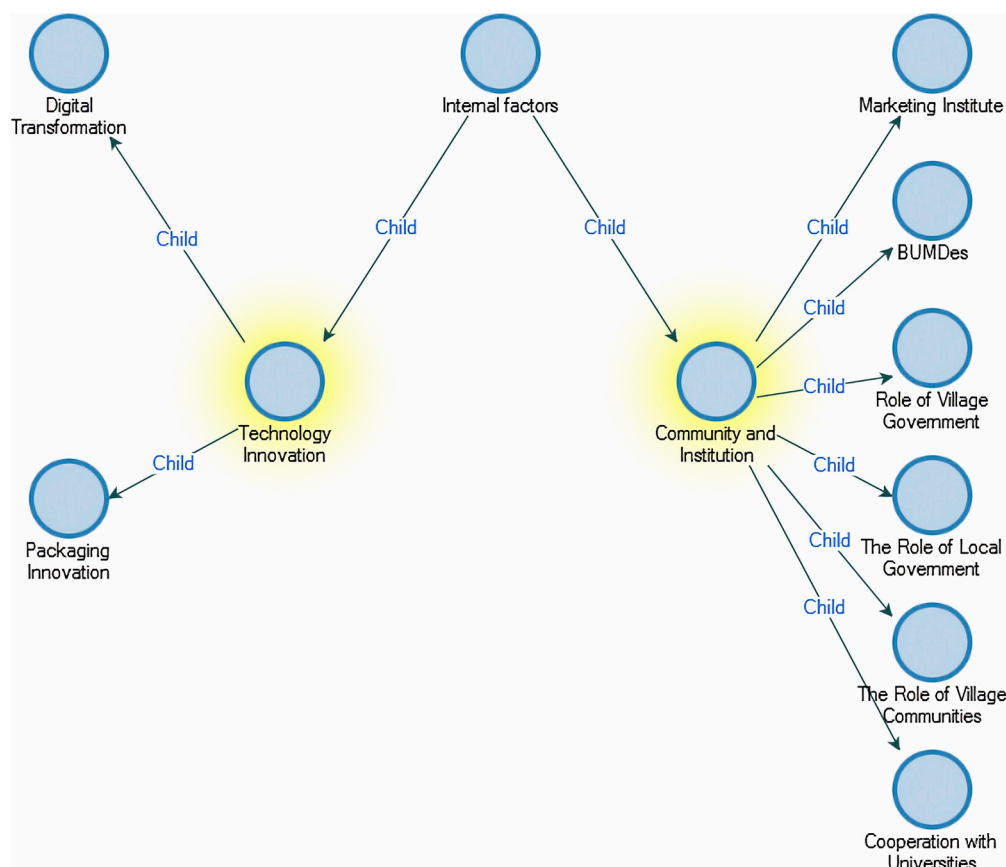 Digital
Transformation
Internal factors
Marketing Institute
Child
Child
Child
Child
BUMDes
Child
Child
Role of Village
Government
Technology
Innovation
Community and
Institution
Child
Child
Packaging
Innovation
The Role of Local
Government
Child
Child
The Role of Village
Communities
Cooperation with
Universities